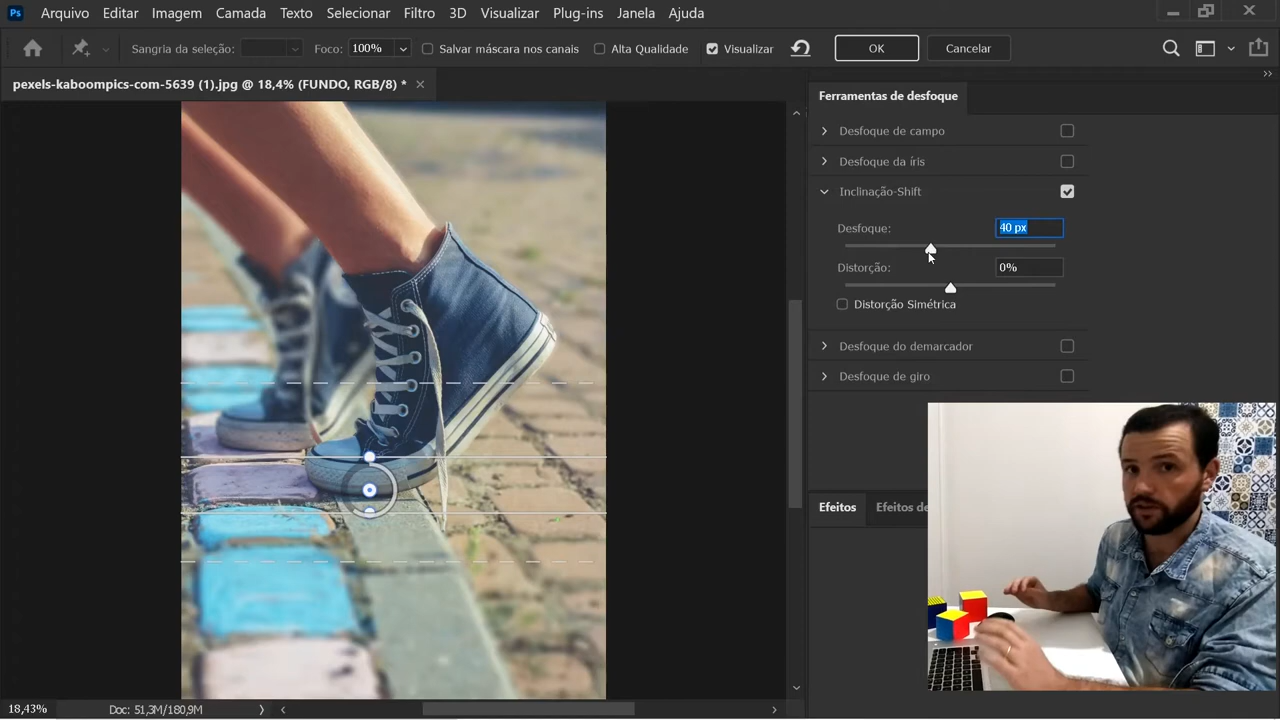 Ps Arquivo Editar Imagem Camada Texto Selecionar Filtro 3D Visualizar Plug-ins Janela Ajuda
Sangria da seleção: Foco: 100% Salvar máscara nos canais Alta Qualidade Visualizar OK Cancelar
pexels-kaboompics-com-5639 (1).jpg @ 18,4% (FUNDO, RGB/8) *
Ferramentas de desfoque
Desfoque de campo
Desfoque da íris
Inclinação-Shift
Desfoque: 40 px
Distorção: 0%
Distorção Simétrica
Desfoque do demarcador
Desfoque de giro
Efeitos Efeitos de
18,43% Doc: 51,3M/180,9M